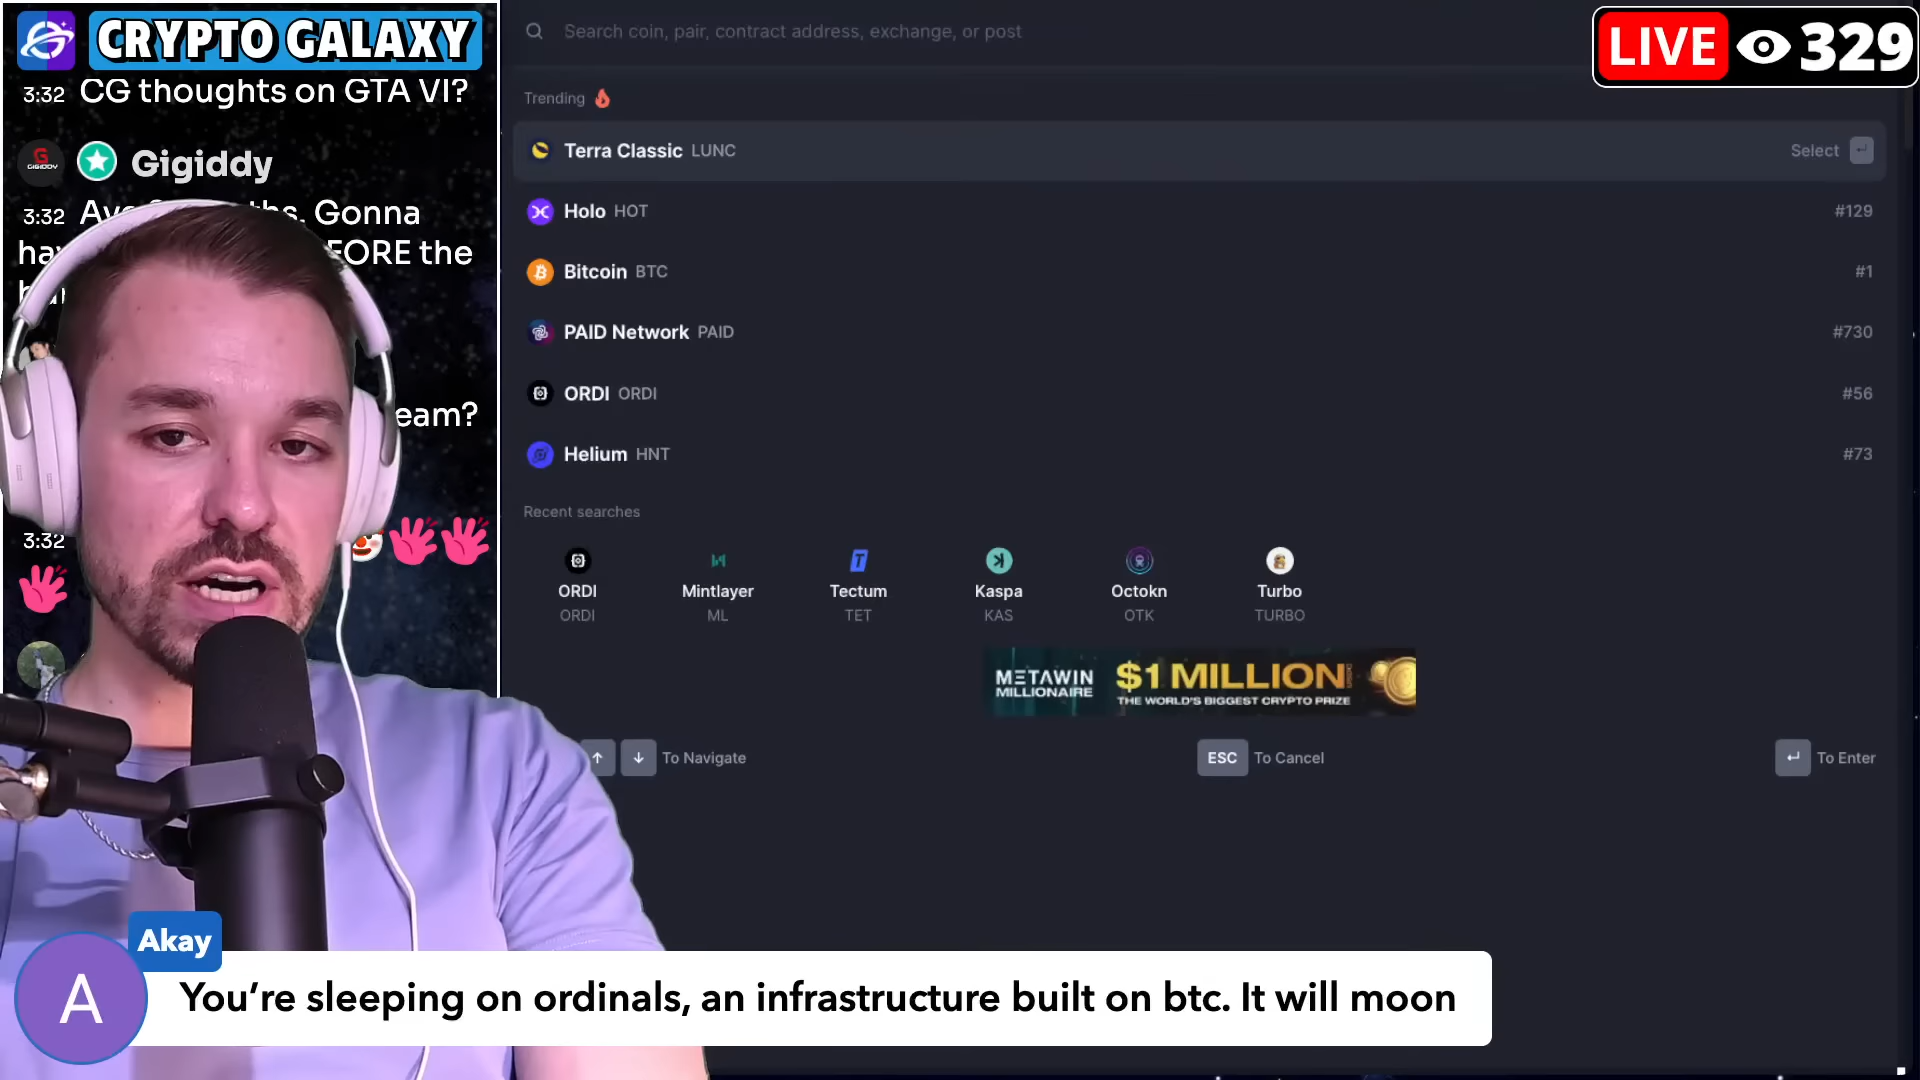 CRYPTO GALAXY
3:32 CG thoughts on GTA VI?
G
GIGIDDY
Gigiddy
3:32
Gonna
FORE the
eam?
3:32
Search coin, pair, contract address, exchange, or post
LIVE 329
Trending
Terra Classic LUNC Select
Holo HOT #129
Bitcoin BTC #1
PAID Network PAID #730
ORDI ORDI #56
Helium HNT #73
Recent searches
ORDI Mintlayer Tectum Kaspa Octokn Turbo
ORDI ML TET KAS OTK TURBO
METAWIN MILLIONAIRE
$1 MILLION
THE WORLD'S BIGGEST CRYPTO PRIZE
↑ ↓ To Navigate ESC To Cancel ↵ To Enter
Akay
A
You’re sleeping on ordinals, an infrastructure built on btc. It will moon